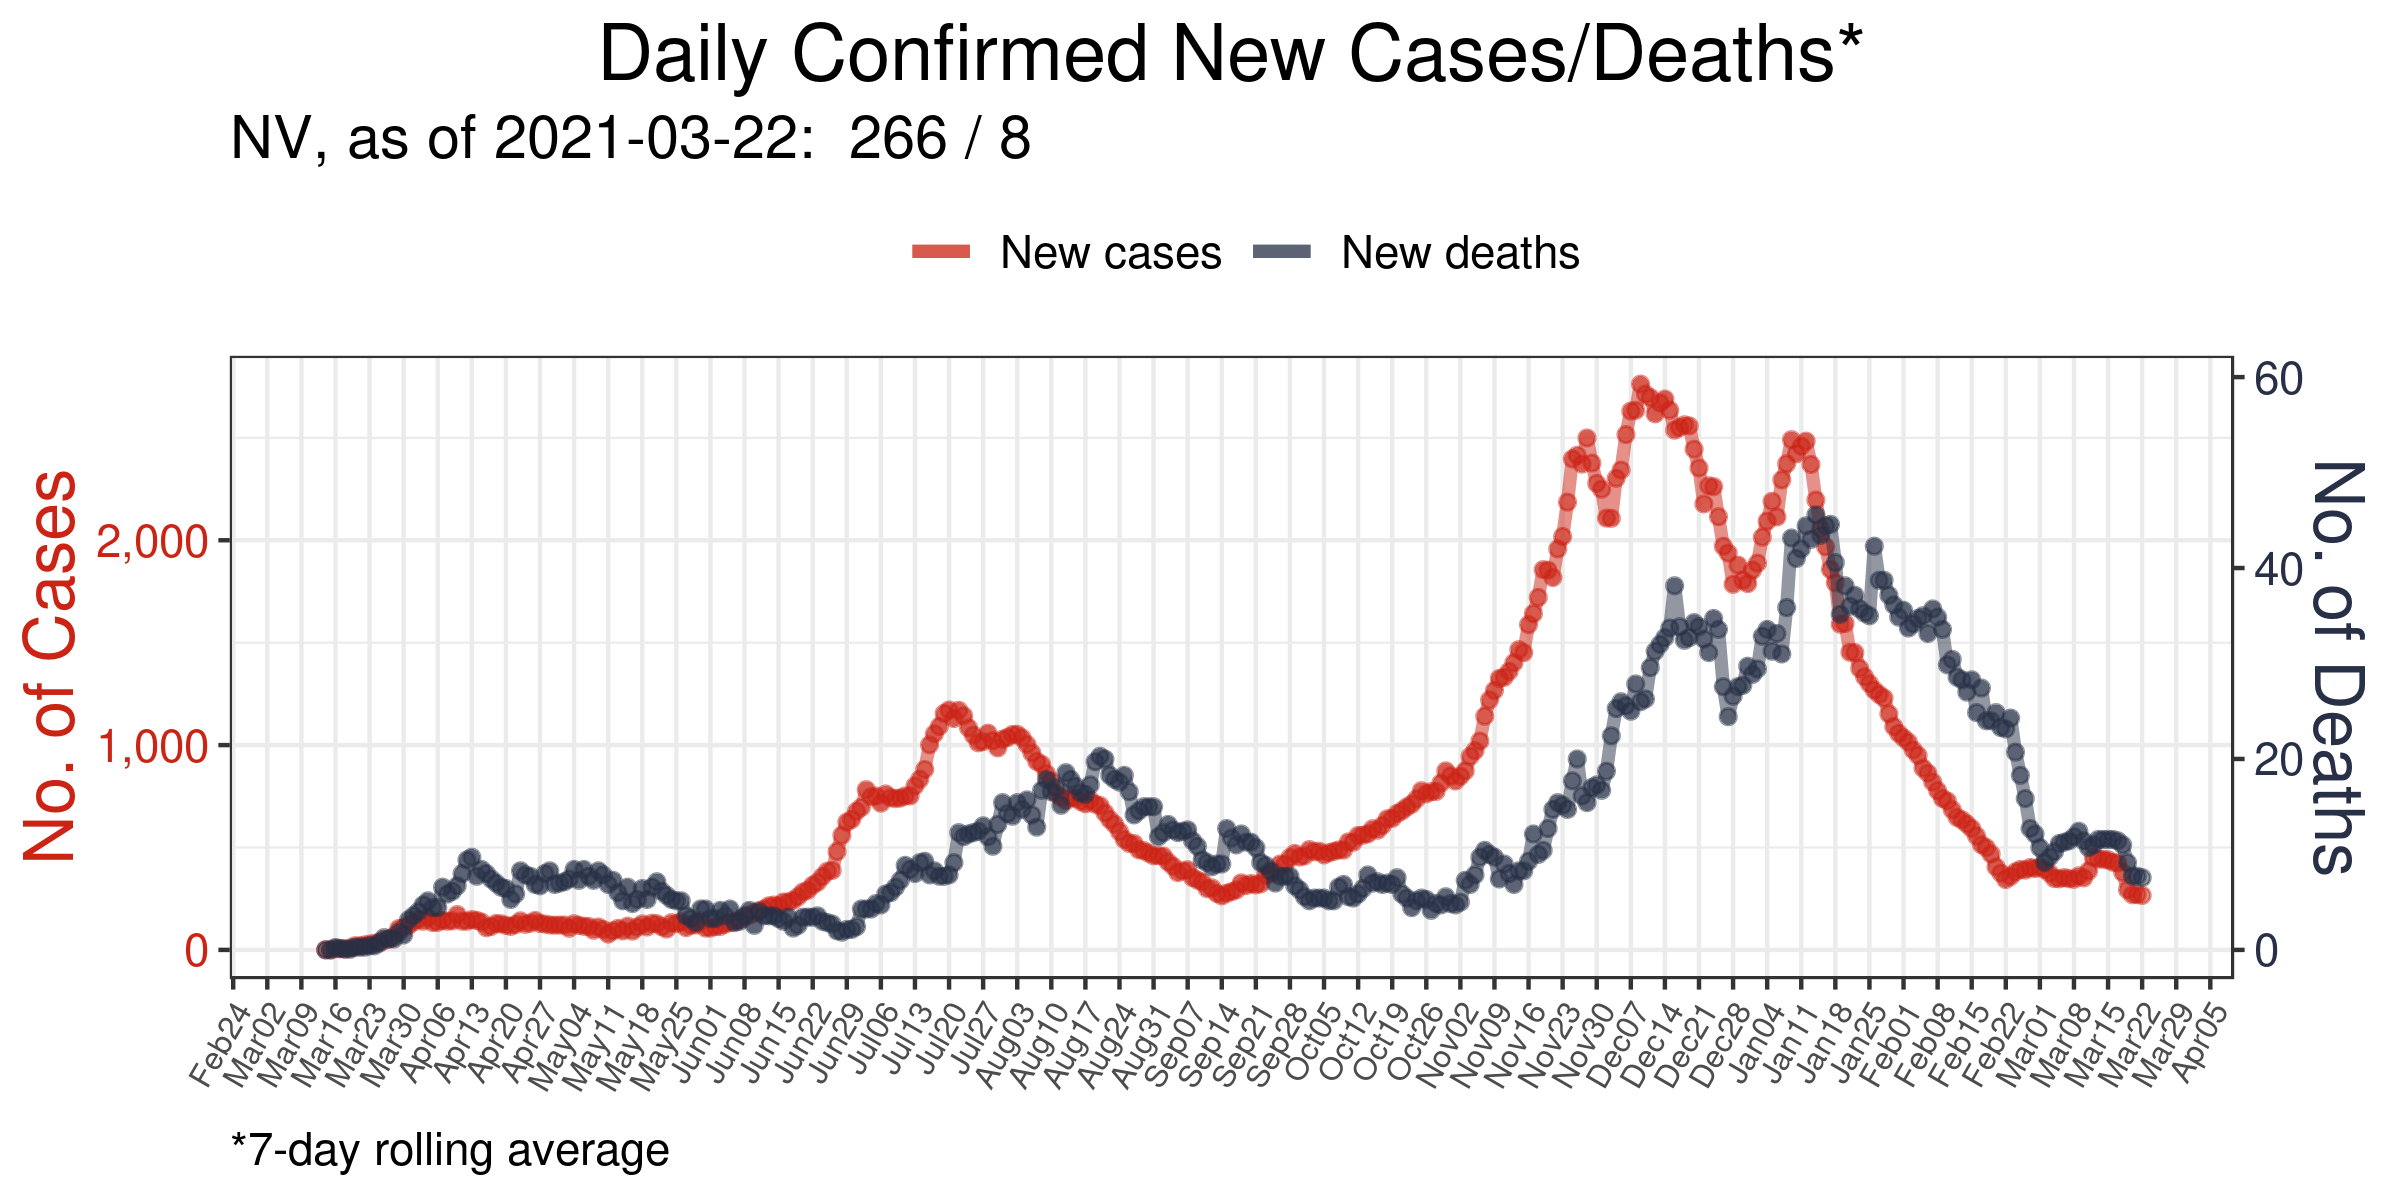 Daily Confirmed New Cases/Deaths*
NV, as of 2021-03-22:  266 / 8
New cases
New deaths
No. of Cases
2,000
1,000
0
60
40
20
0
No. of Deaths
Feb24
Mar02
Mar09
Mar16
Mar23
Mar30
Apr06
Apr13
Apr20
Apr27
May04
May11
May18
May25
Jun01
Jun08
Jun15
Jun22
Jun29
Jul06
Jul13
Jul20
Jul27
Aug03
Aug10
Aug17
Aug24
Aug31
Sep07
Sep14
Sep21
Sep28
Oct05
Oct12
Oct19
Oct26
Nov02
Nov09
Nov16
Nov23
Nov30
Dec07
Dec14
Dec21
Dec28
Jan04
Jan11
Jan18
Jan25
Feb01
Feb08
Feb15
Feb22
Mar01
Mar08
Mar15
Mar22
Mar29
Apr05
*7-day rolling average